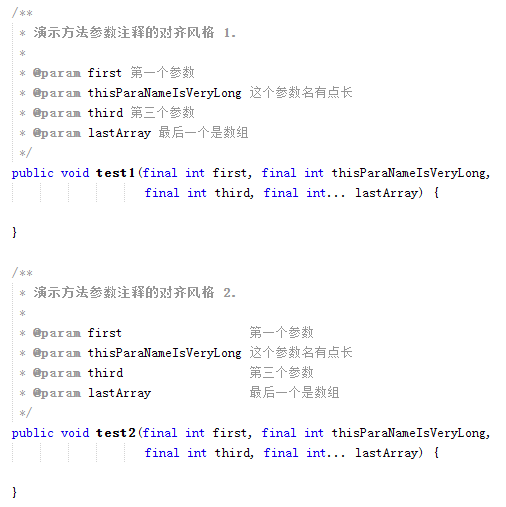 /**
 * 演示方法参数注释的对齐风格 1.
 *
 * @param first 第一个参数
 * @param thisParaNameIsVeryLong 这个参数名有点长
 * @param third 第三个参数
 * @param lastArray 最后一个是数组
 */
public void test1(final int first, final int thisParaNameIsVeryLong,
                  final int third, final int... lastArray) {

}

/**
 * 演示方法参数注释的对齐风格 2.
 *
 * @param first                  第一个参数
 * @param thisParaNameIsVeryLong 这个参数名有点长
 * @param third                  第三个参数
 * @param lastArray              最后一个是数组
 */
public void test2(final int first, final int thisParaNameIsVeryLong,
                  final int third, final int... lastArray) {

}